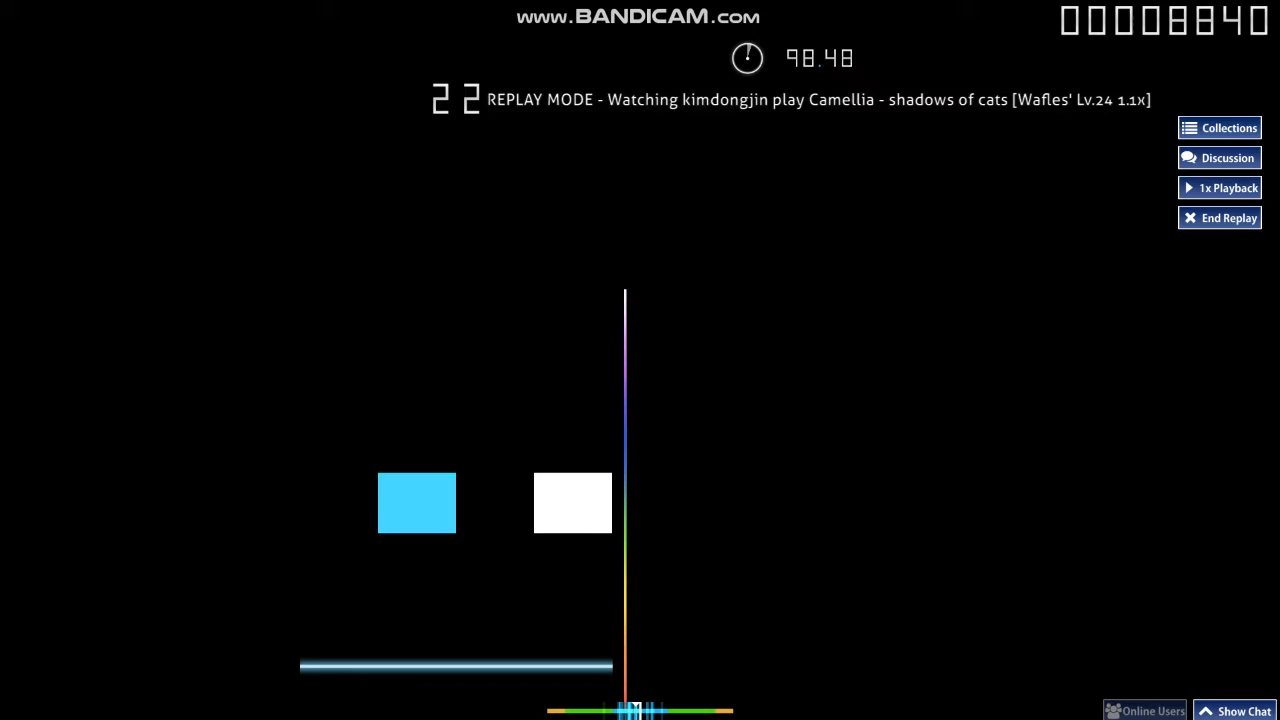 www.BANDICAM.com
00008840
98.48
22 REPLAY MODE - Watching kimdongjin play Camellia - shadows of cats [Wafles' Lv.24 1.1x]
Collections
Discussion
1x Playback
End Replay
Online Users
Show Chat